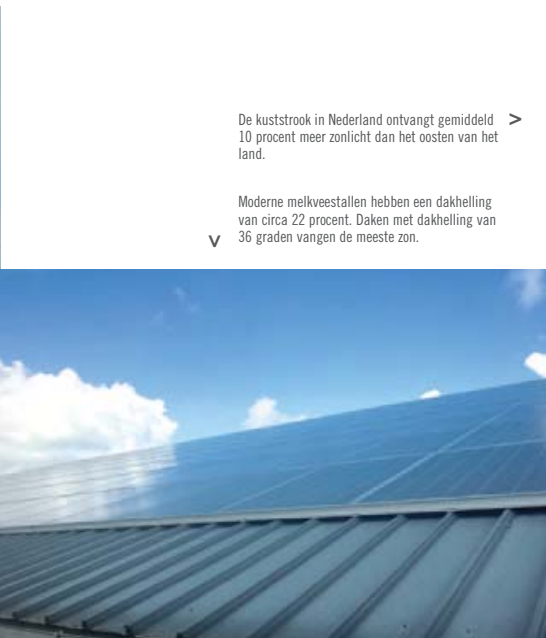 De kuststrook in Nederland ontvangt gemiddeld >
10 procent meer zonlicht dan het oosten van het
land.
Moderne melkveestallen hebben een dakhelling
van circa 22 procent. Daken met dakhelling van
v 36 graden vangen de meeste zon.